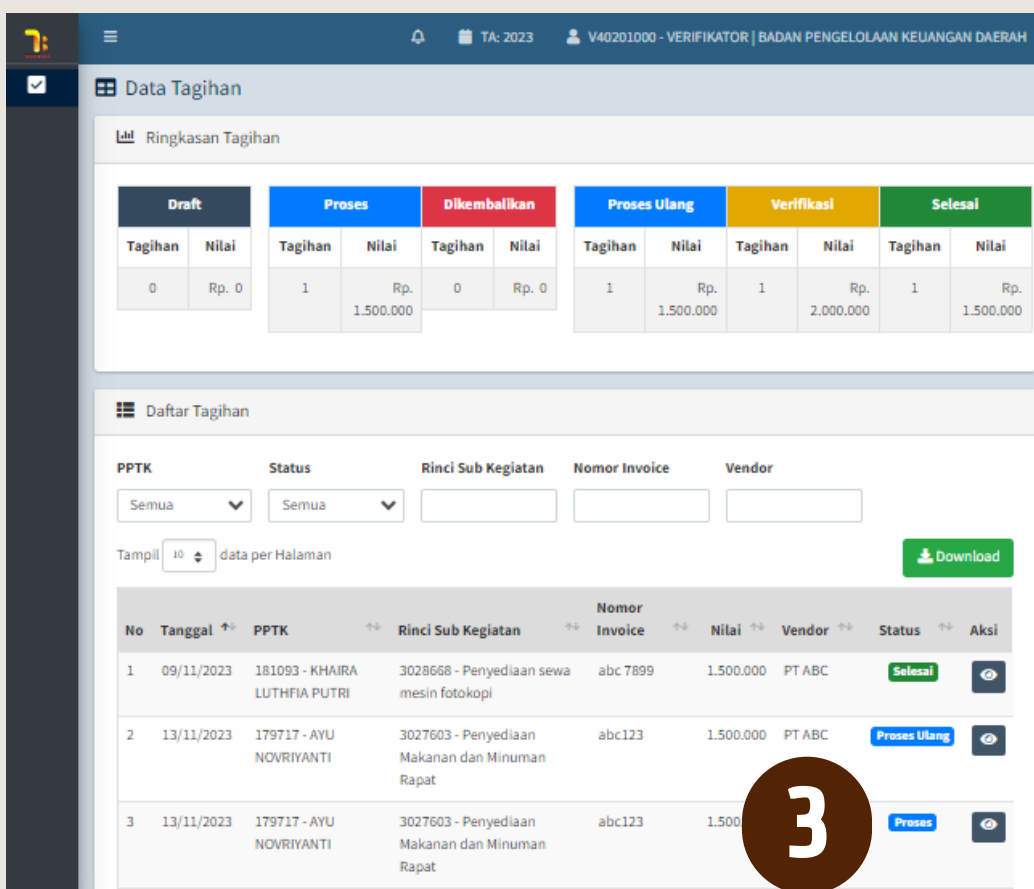 TA: 2023 V40201000 - VERIFIKATOR | BADAN PENGELOLAAN KEUANGAN DAERAH
Data Tagihan
Ringkasan Tagihan
Draft Proses Dikembalikan Proses Ulang Verifikasi Selesai
Tagihan Nilai Tagihan Nilai Tagihan Nilai Tagihan Nilai Tagihan Nilai Tagihan Nilai
0 Rp. 0 1 Rp. 1.500.000 0 Rp. 0 1 Rp. 1.500.000 1 Rp. 2.000.000 1 Rp. 1.500.000
Daftar Tagihan
PPTK Status Rinci Sub Kegiatan Nomor Invoice Vendor
Semua Semua
Tampil 10 data per Halaman Download
No Tanggal PPTK Rinci Sub Kegiatan Nomor Invoice Nilai Vendor Status Aksi
1 09/11/2023 181093 - KHAIRA 3028668 - Penyediaan sewa abc 7899 1.500.000 PT ABC Selesai
LUTHFIA PUTRI mesin fotokopi
2 13/11/2023 179717 - AYU 3027603 - Penyediaan abc123 1.500.000 PT ABC Proses Ulang
NOVRIYANTI Makanan dan Minuman
Rapat
3 13/11/2023 179717 - AYU 3027603 - Penyediaan abc123 1.500. 3 Proses
NOVRIYANTI Makanan dan Minuman
Rapat